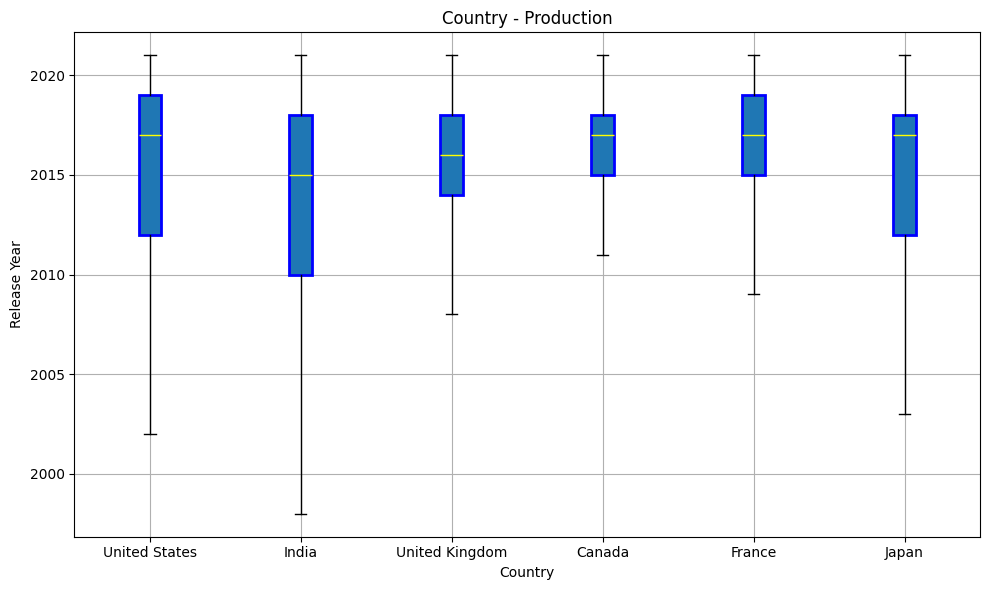 Country - Production
Release Year
2020
2015
2010
2005
2000
United States
India
United Kingdom
Canada
France
Japan
Country